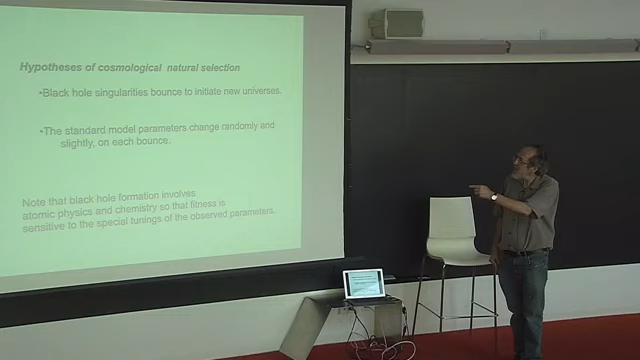 Hypotheses of cosmological natural selection
•Black hole singularities bounce to initiate new universes.
•The standard model parameters change randomly and
slightly, on each bounce.
Note that black hole formation involves
atomic physics and chemistry so that fitness is
sensitive to the special tunings of the observed parameters.